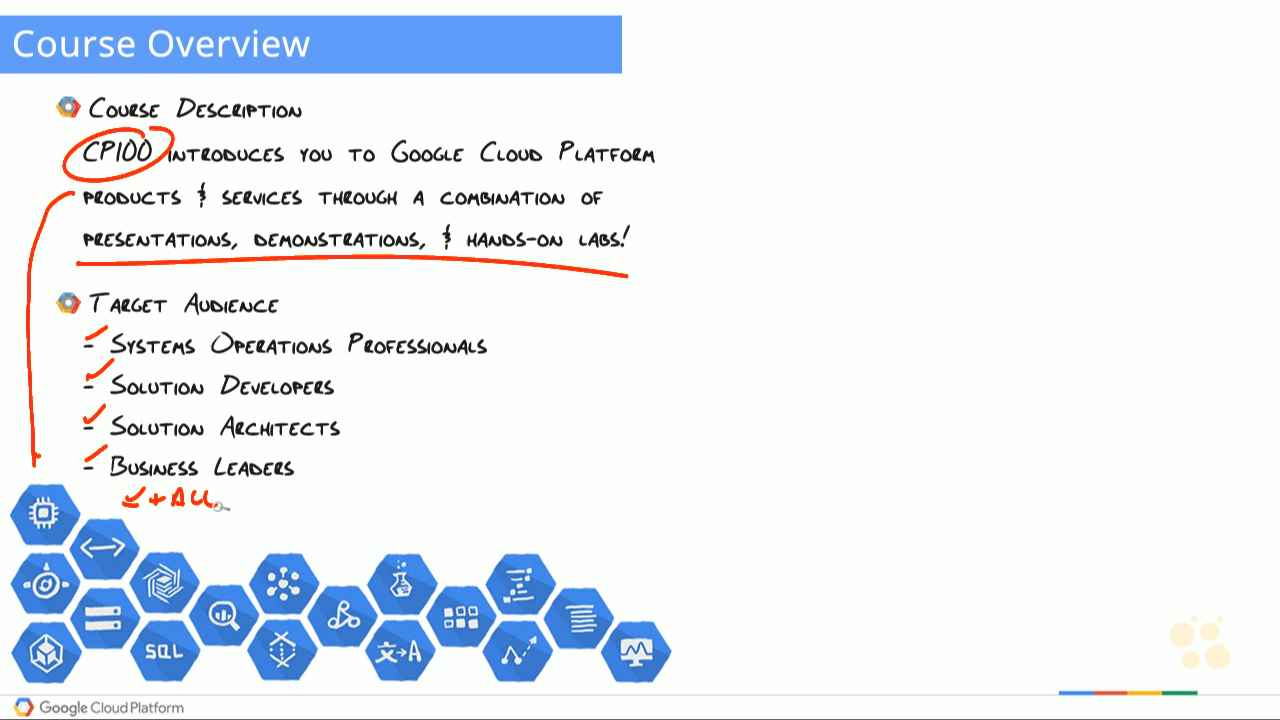 Course Overview
COURSE DESCRIPTION
CP100 INTRODUCES YOU TO GOOGLE CLOUD PLATFORM
PRODUCTS & SERVICES THROUGH A COMBINATION OF
PRESENTATIONS, DEMONSTRATIONS, & HANDS-ON LABS!
TARGET AUDIENCE
- SYSTEMS OPERATIONS PROFESSIONALS
- SOLUTION DEVELOPERS
- SOLUTION ARCHITECTS
- BUSINESS LEADERS
+ ALL
SQL
文→A
Google Cloud Platform